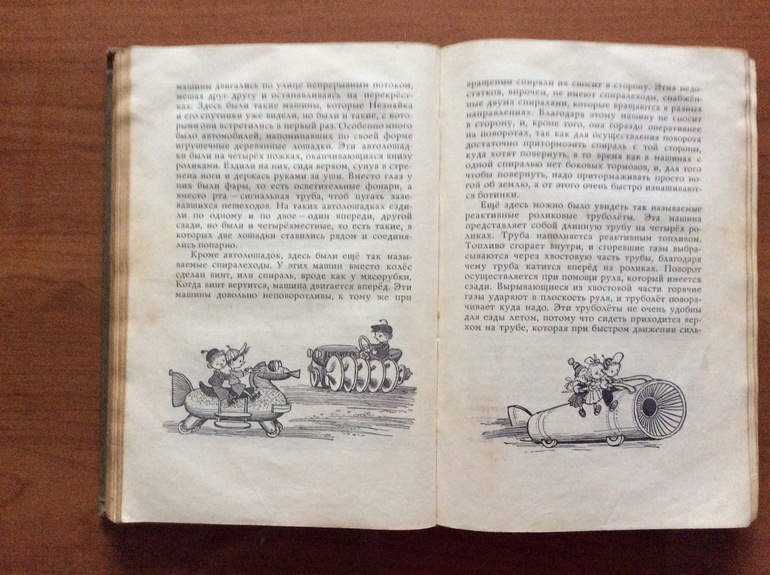 машины двигались по улице непрерывным потоком,
мешая друг другу и останавливаясь на перекрёст-
ках. Здесь были такие машины, которые Незнайка
и его спутники уже видели, но были и такие, с кото-
рыми они встретились в первый раз. Особенно много
было автомобилей, напоминавших по своей форме
игрушечные деревянные лошадки. Эти автолошад-
ки были на четырёх ножках, оканчивающихся внизу
роликами. Ездили на них, сидя верхом, сунув в стре-
мена ноги и держась руками за уши. Вместо глаз у
них были фары, то есть осветительные фонари, а
вместо рта — сигнальная труба, чтоб пугать зазе-
вавшихся пешеходов. На таких автолошадках езди-
ли по одному и по двое — один впереди, другой
сзади, но были и четырёхместные, то есть такие, в
которых две лошадки ставились рядом и соединя-
лись попарно.
Кроме автолошадок, здесь были ещё так назы-
ваемые спиралеходы. У этих машин вместо колёс
сделан винт, или спираль, вроде как у мясорубки.
Когда винт вертится, машина двигается вперёд. Эти
машины довольно неповоротливы, к тому же при
вращении спирали их сносит в сторону. Этих недо-
статков, впрочем, не имеют спиралеходы, снабжён-
ные двумя спиралями, которые вращаются в разных
направлениях. Благодаря этому машину не сносит
в сторону, и, кроме того, она гораздо оперативнее
на поворотах, так как для осуществления поворота
достаточно притормозить спираль с той стороны,
куда хотят повернуть, в то время как в машинах с
одной спиралью нет боковых тормозов, и, для того
чтобы повернуть, надо притормаживать просто но-
гой об землю, а от этого очень быстро изнашивают-
ся ботинки.
Ещё здесь можно было увидеть так называемые
реактивные роликовые труболёты. Эта машина
представляет собой длинную трубу на четырёх ро-
ликах. Труба наполняется реактивным топливом.
Топливо сгорает внутри, и сгоревшие газы выбра-
сываются через хвостовую часть трубы, благодаря
чему труба катится вперёд на роликах. Поворот
осуществляется при помощи руля, который имеется
сзади. Вырывающиеся из хвостовой части горячие
газы ударяют в плоскость руля, и труболёт повора-
чивает куда надо. Эти труболёты не очень удобны
для езды летом, потому что сидеть приходится вер-
хом на трубе, которая при быстром движении силь-